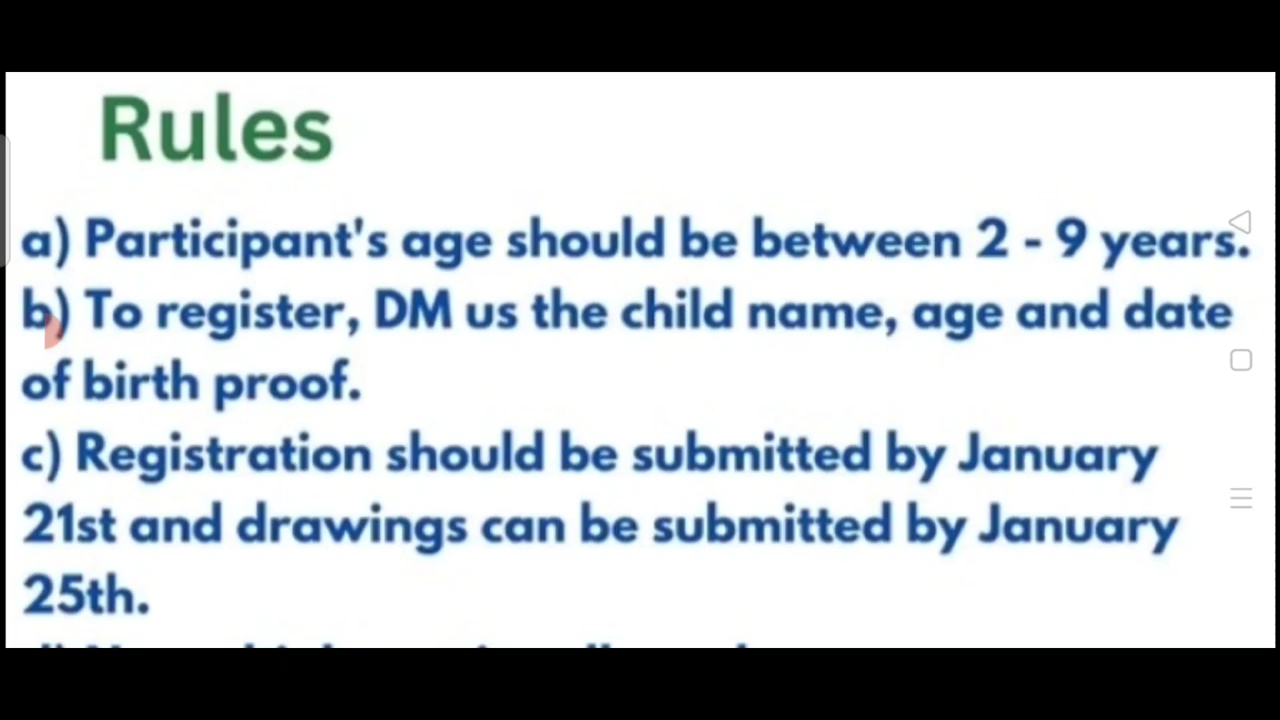 Rules
a) Participant's age should be between 2 - 9 years.
b) To register, DM us the child name, age and date
of birth proof.
c) Registration should be submitted by January
21st and drawings can be submitted by January
25th.